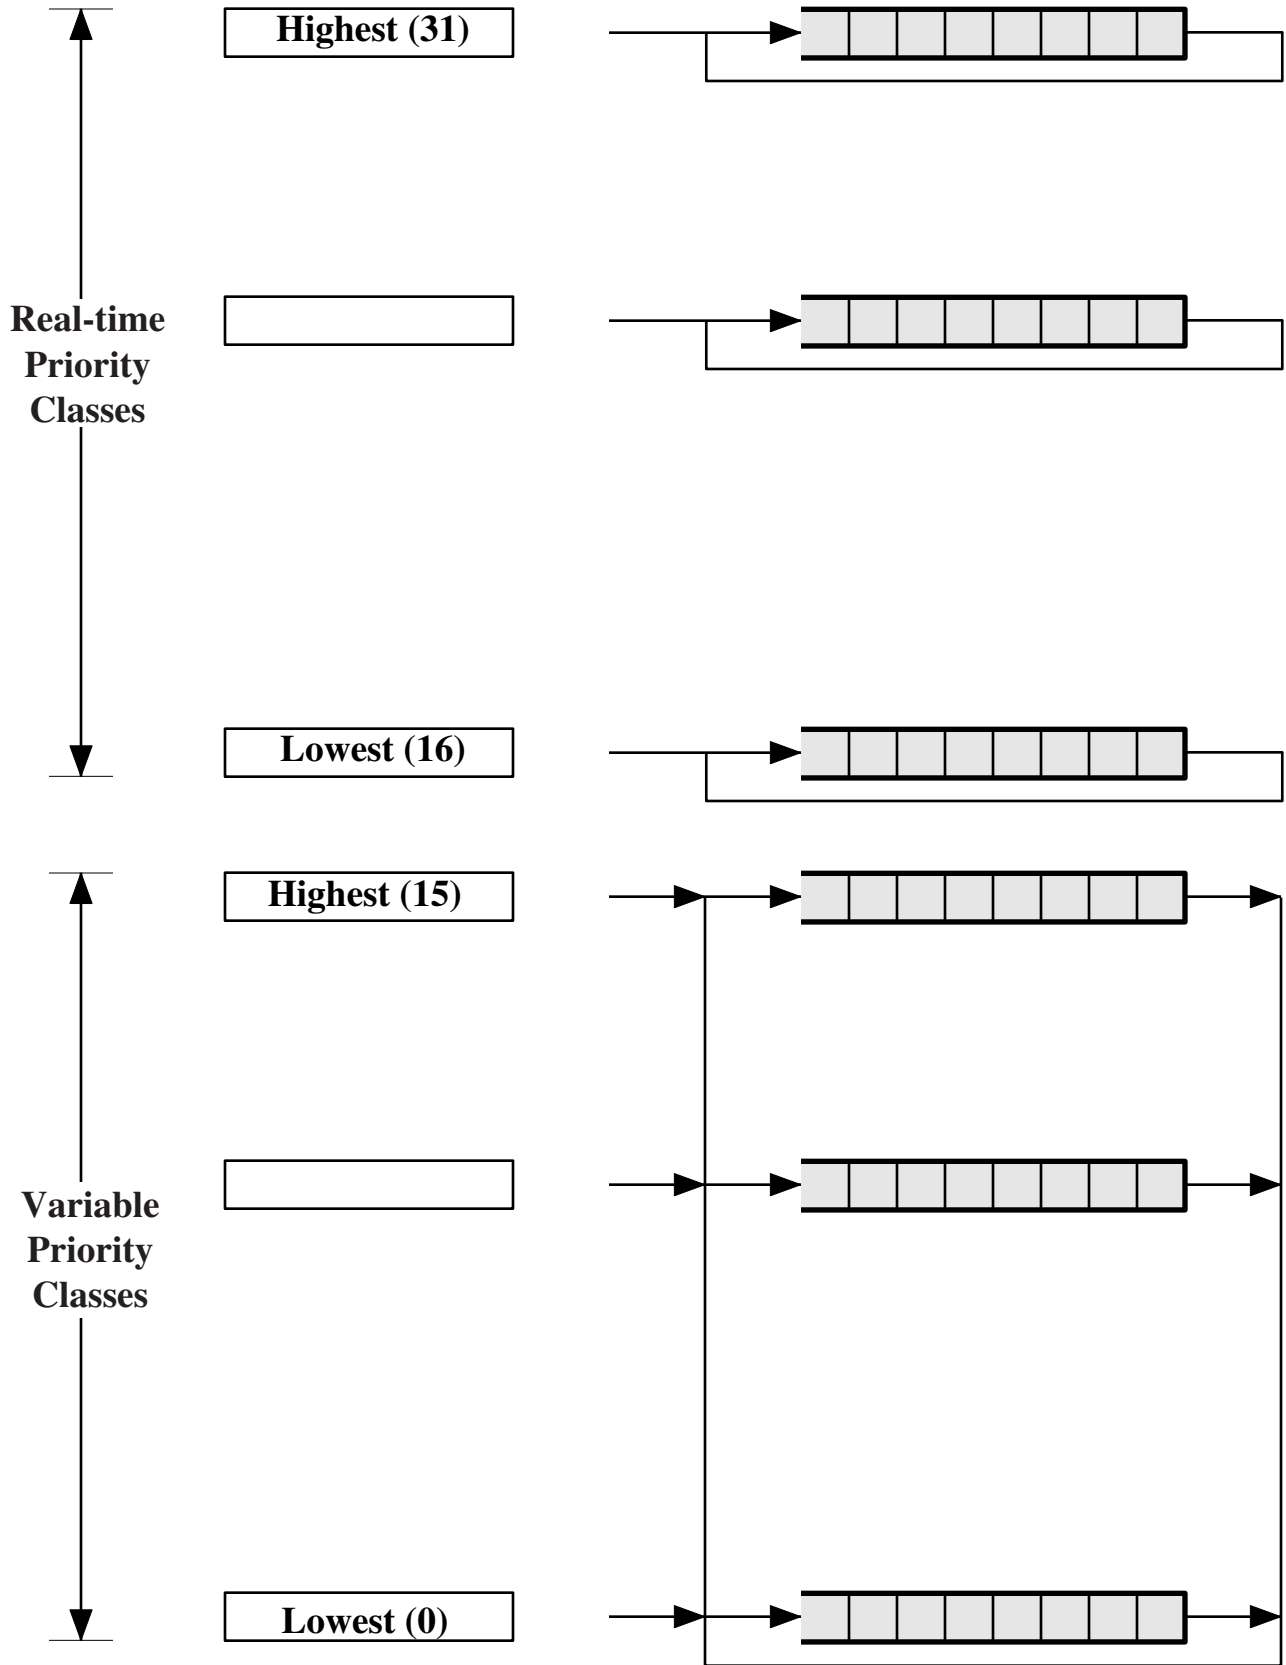 Highest (31)
Real-time
Priority
Classes
Lowest (16)
Highest (15)
Variable
Priority
Classes
Lowest (0)